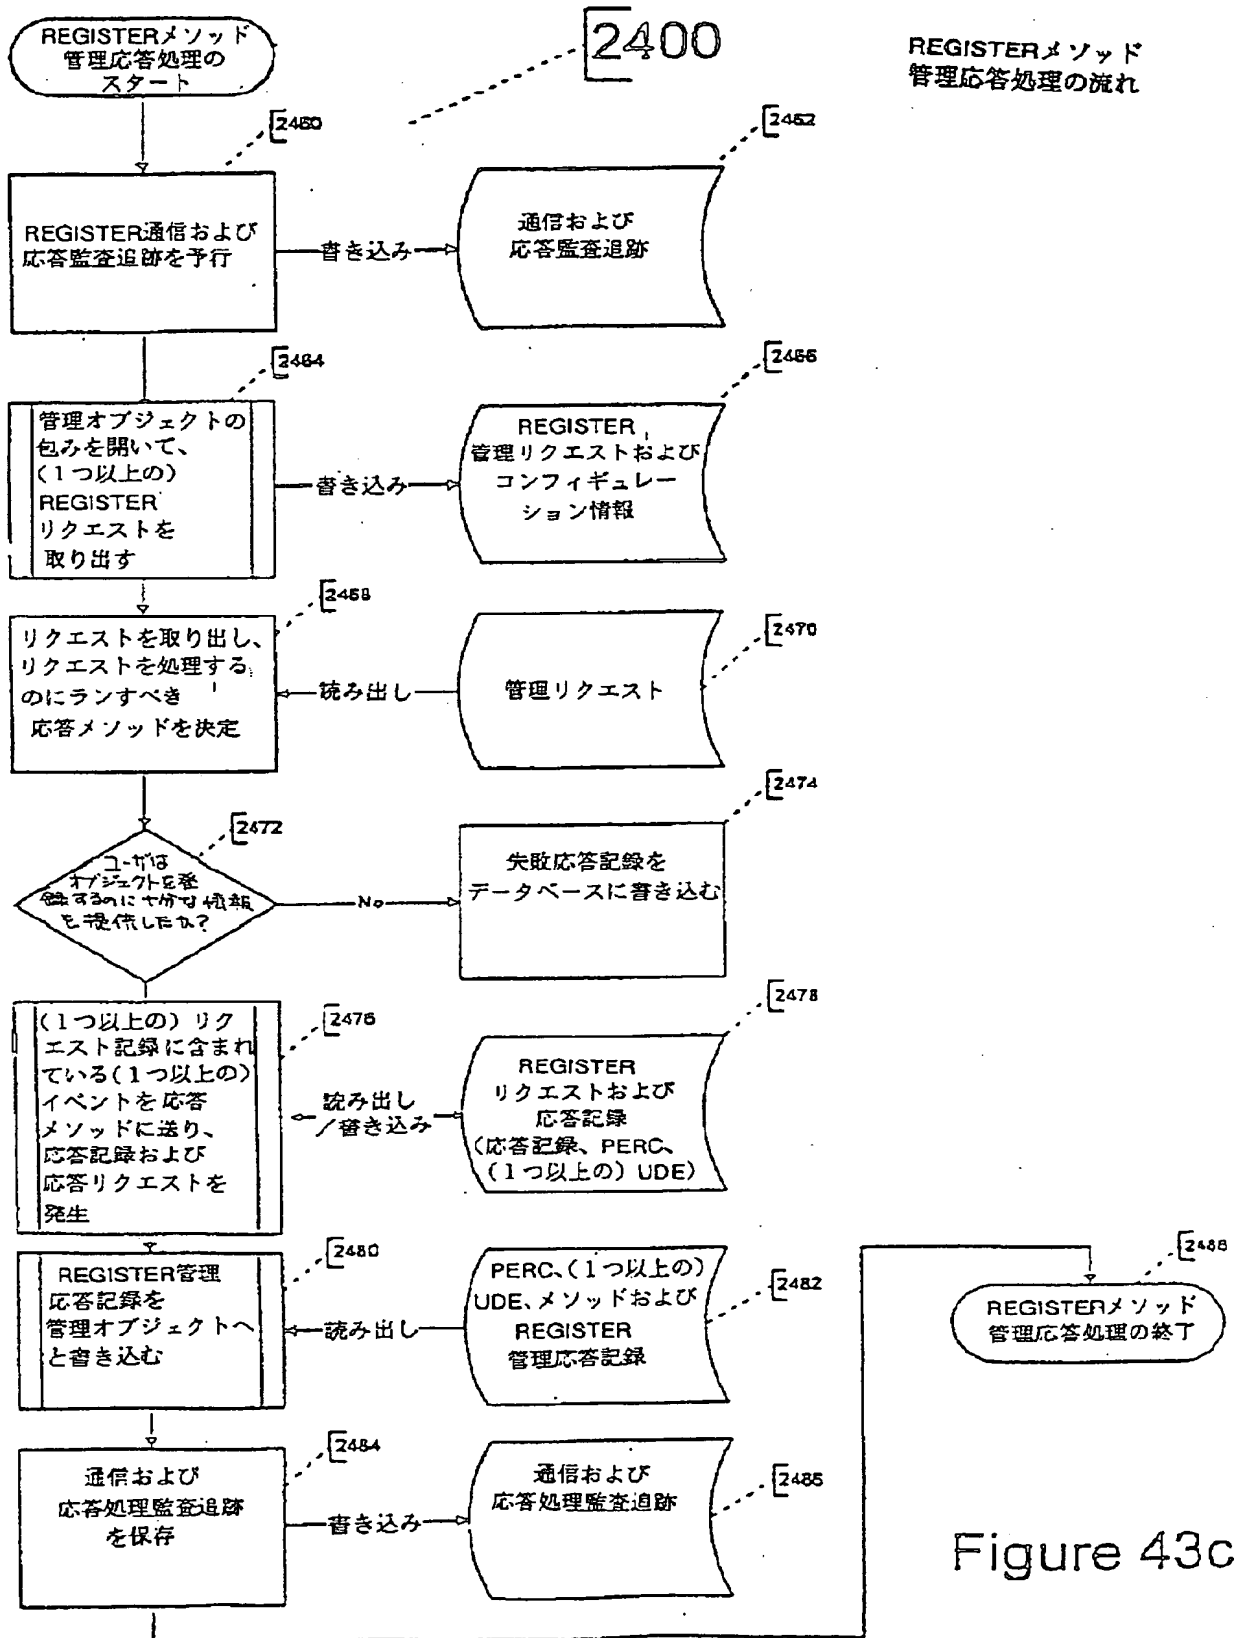 REGISTERメソッド
管理応答処理の
スタート
2400
REGISTERメソッド
管理応答処理の流れ
2460
2462
REGISTER通信および
応答監査追跡を予行
書き込み
通信および
応答監査追跡
2464
2466
管理オブジェクトの
包みを開いて、
(1つ以上の)
REGISTER
リクエストを
取り出す
書き込み
REGISTER
管理リクエストおよび
コンフィギュレー
ション情報
2468
2470
リクエストを取り出し、
リクエストを処理する
のにランすべき
応答メソッドを決定
読み出し
管理リクエスト
2472
2474
ユーザは
オブジェクトを登
録するのに十分な情報
を提供したか?
No
失敗応答記録を
データベースに書き込む
2476
2478
(1つ以上の) リク
エスト記録に含まれ
ている(1つ以上の)
イベントを応答
メソッドに送り、
応答記録および
応答リクエストを
発生
読み出し
/書き込み
REGISTER
リクエストおよび
応答記録
(応答記録、PERC、
(1つ以上の) UDE)
2480
2482
REGISTER管理
応答記録を
管理オブジェクトへ
と書き込む
読み出し
PERC、(1つ以上の)
UDE、メソッドおよび
REGISTER
管理応答記録
2488
REGISTERメソッド
管理応答処理の終了
2484
2486
通信および
応答処理監査追跡
を保存
書き込み
通信および
応答処理監査追跡
Figure 43c